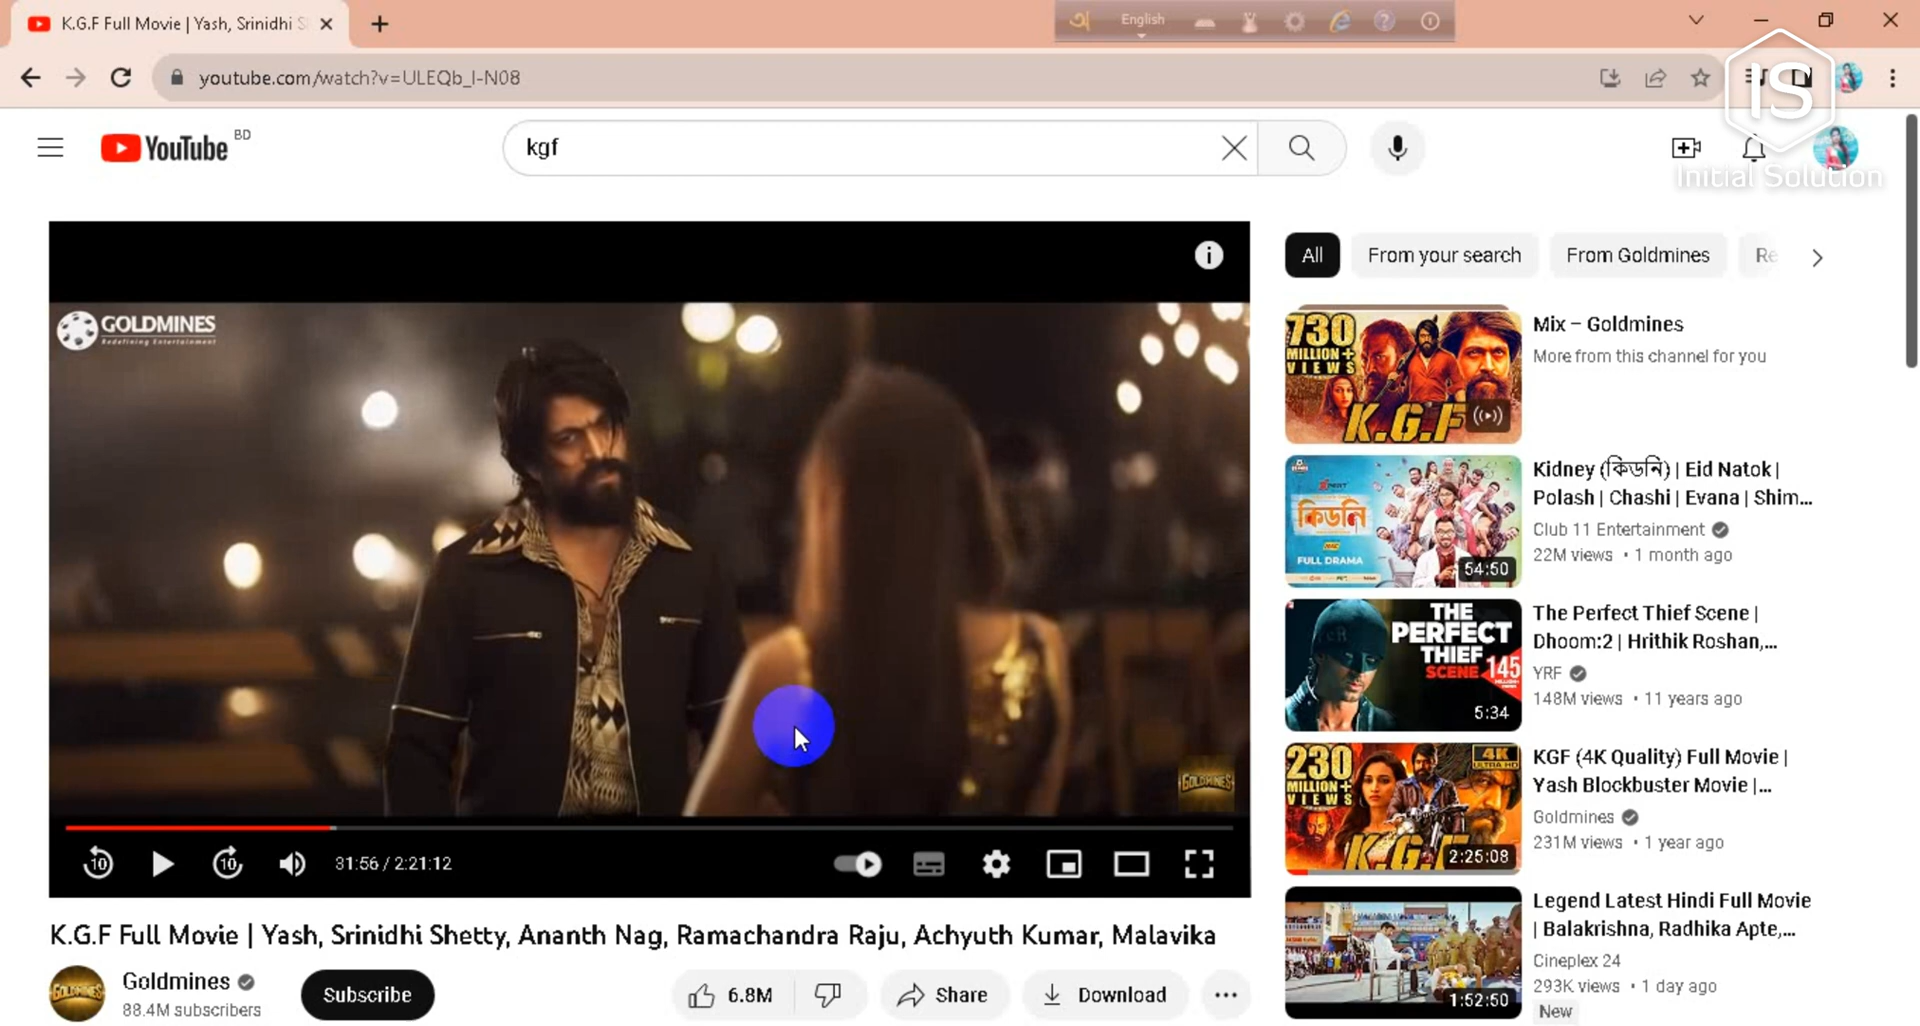 K.G.F Full Movie | Yash, Srinidhi S
অ English
youtube.com/watch?v=ULEQb_I-N08
IS
Initial Solution
YouTube BD
kgf
GOLDMINES
Redefining Entertainment
GOLDMINES
31:56 / 2:21:12
K.G.F Full Movie | Yash, Srinidhi Shetty, Ananth Nag, Ramachandra Raju, Achyuth Kumar, Malavika
GOLDMINES
Goldmines
88.4M subscribers
Subscribe
6.8M
Share
Download
All
From your search
From Goldmines
Re
730
MILLION+
VIEWS
K.G.F
Mix – Goldmines
More from this channel for you
কিডনি
FULL DRAMA
54:50
Kidney (কিডনি) | Eid Natok |
Polash | Chashi | Evana | Shim...
Club 11 Entertainment
22M views • 1 month ago
THE
PERFECT
THIEF
SCENE 145
5:34
The Perfect Thief Scene |
Dhoom:2 | Hrithik Roshan,...
YRF
148M views • 11 years ago
230
MILLION+
VIEWS
4K
ULTRA HD
K.G.F
2:25:08
KGF (4K Quality) Full Movie |
Yash Blockbuster Movie |...
Goldmines
231M views • 1 year ago
1:52:50
Legend Latest Hindi Full Movie
| Balakrishna, Radhika Apte,...
Cineplex 24
293K views • 1 day ago
New